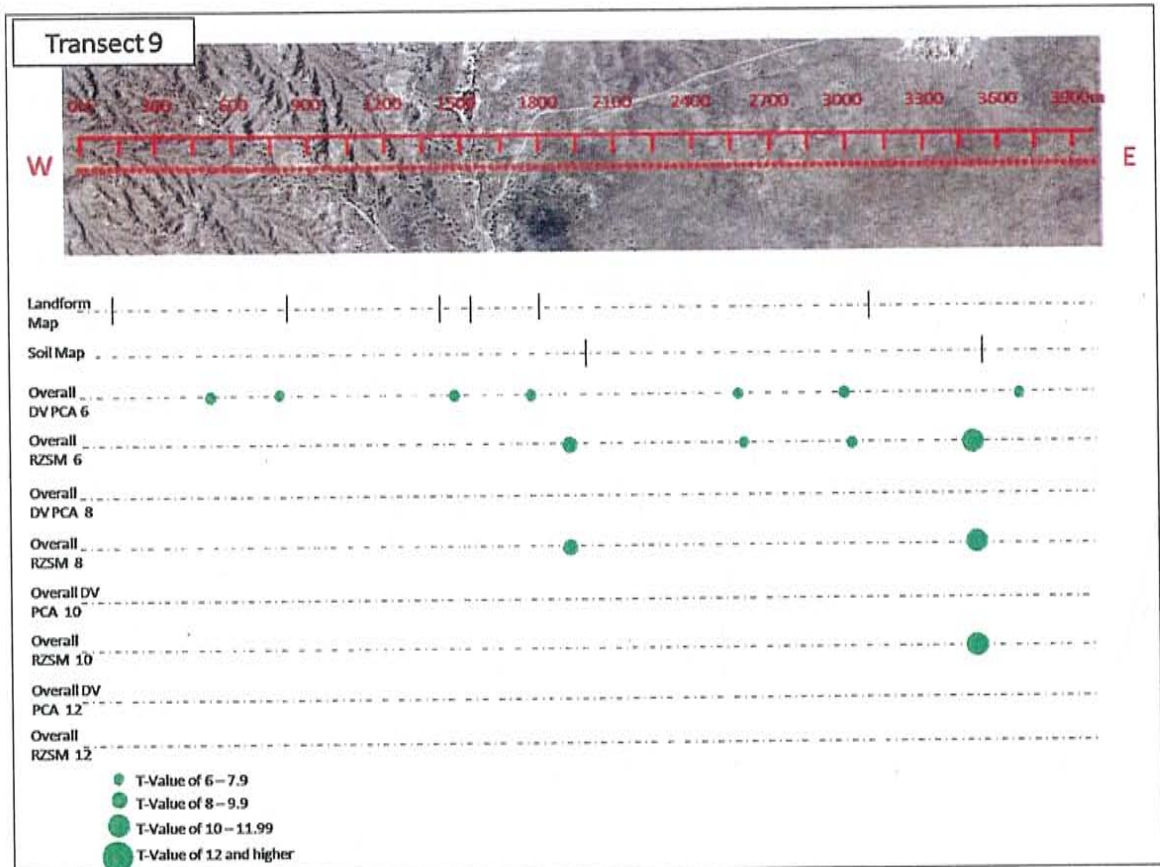 Transect 9
300 600 900 1200 1500 1800 2100 2400 2700 3000 3300 3600
W
E
Landform
Map
Soil Map
Overall
DV PCA 6
Overall
RZSM 6
Overall
DV PCA 8
Overall
RZSM 8
Overall DV
PCA 10
Overall
RZSM 10
Overall DV
PCA 12
Overall
RZSM 12
T-Value of 6 – 7.9
T-Value of 8 – 9.9
T-Value of 10 – 11.99
T-Value of 12 and higher